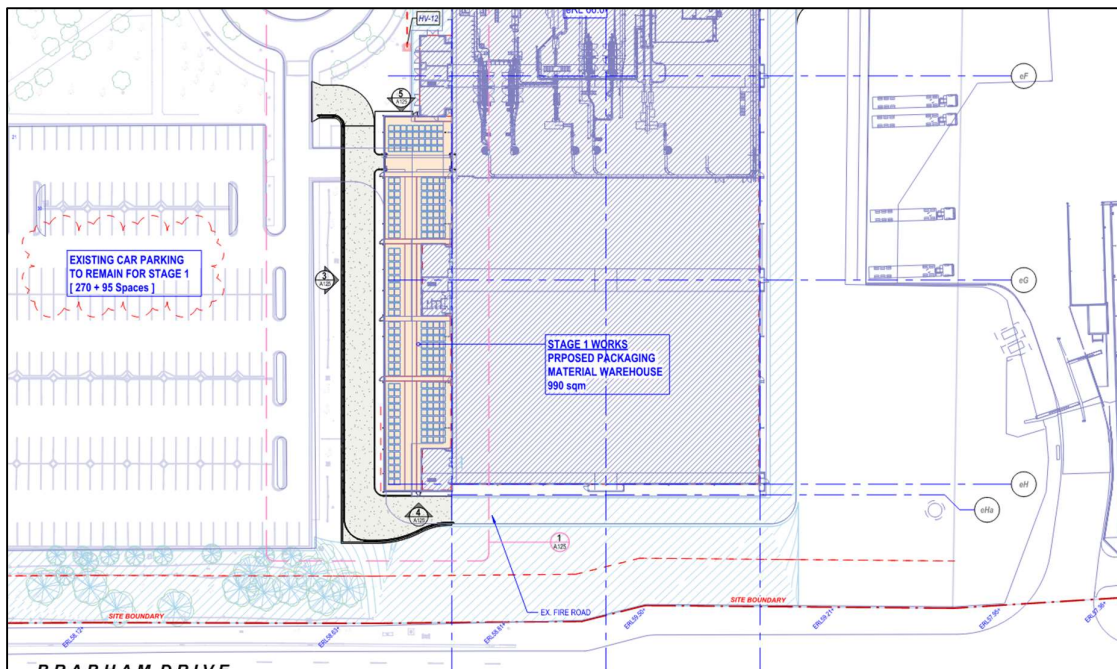 HV-12
5
A125
eF
EXISTING CAR PARKING
TO REMAIN FOR STAGE 1
[ 270 + 95 Spaces ]
3
A125
eG
STAGE 1 WORKS
PRPOSED PACKAGING
MATERIAL WAREHOUSE
990 sqm
eH
eHa
4
A125
1
A125
EX. FIRE ROAD
SITE BOUNDARY
SITE BOUNDARY
BRABHAM DRIVE